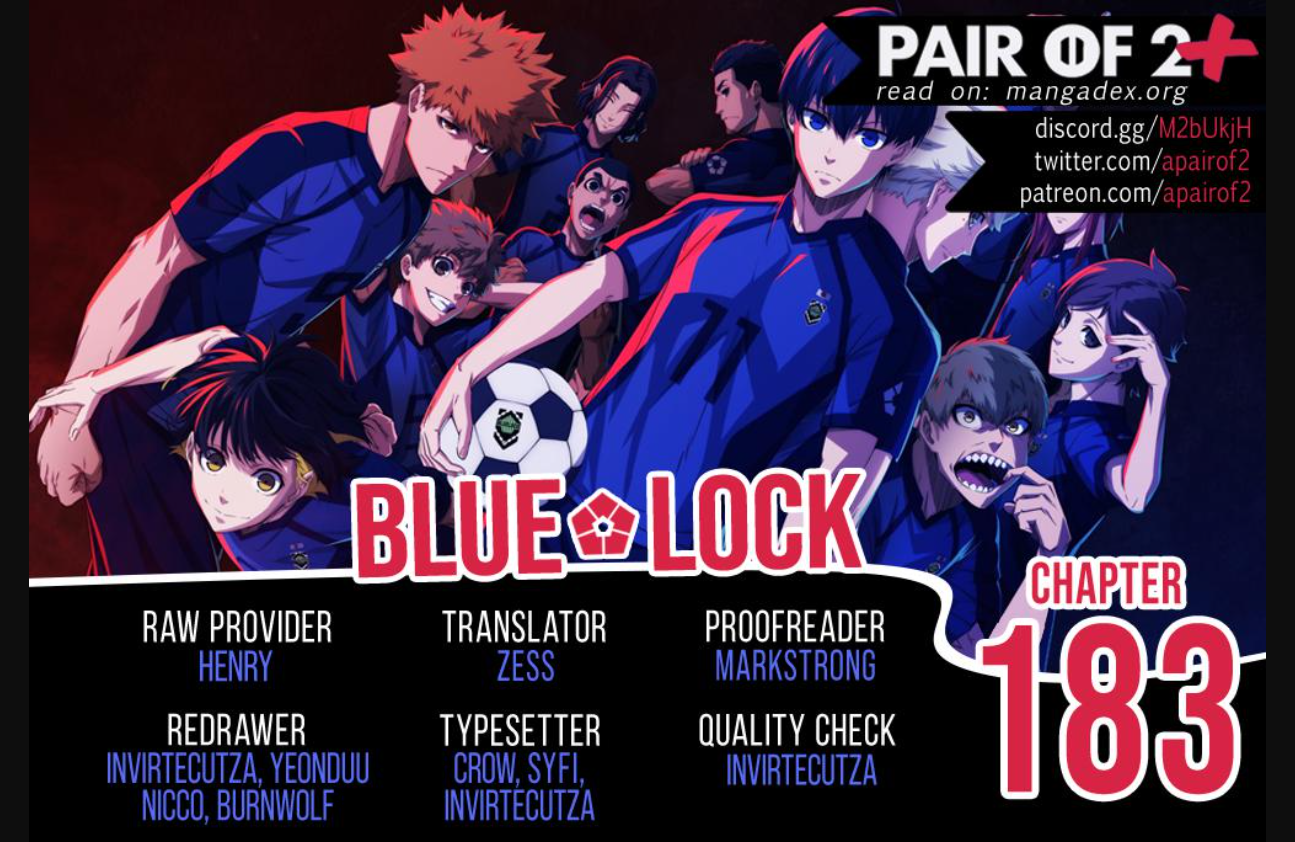 PAIR OF 2+
read on: mangadex.org
discord.gg/M2bUkjH
twitter.com/apairof2
patreon.com/apairof2
11
BLUE LOCK
CHAPTER
183
RAW PROVIDER
HENRY
TRANSLATOR
ZESS
PROOFREADER
MARKSTRONG
REDRAWER
INVIRTECUTZA, YEONDUU
NICCO, BURNWOLF
TYPESETTER
CROW, SYFI,
INVIRTECUTZA
QUALITY CHECK
INVIRTECUTZA